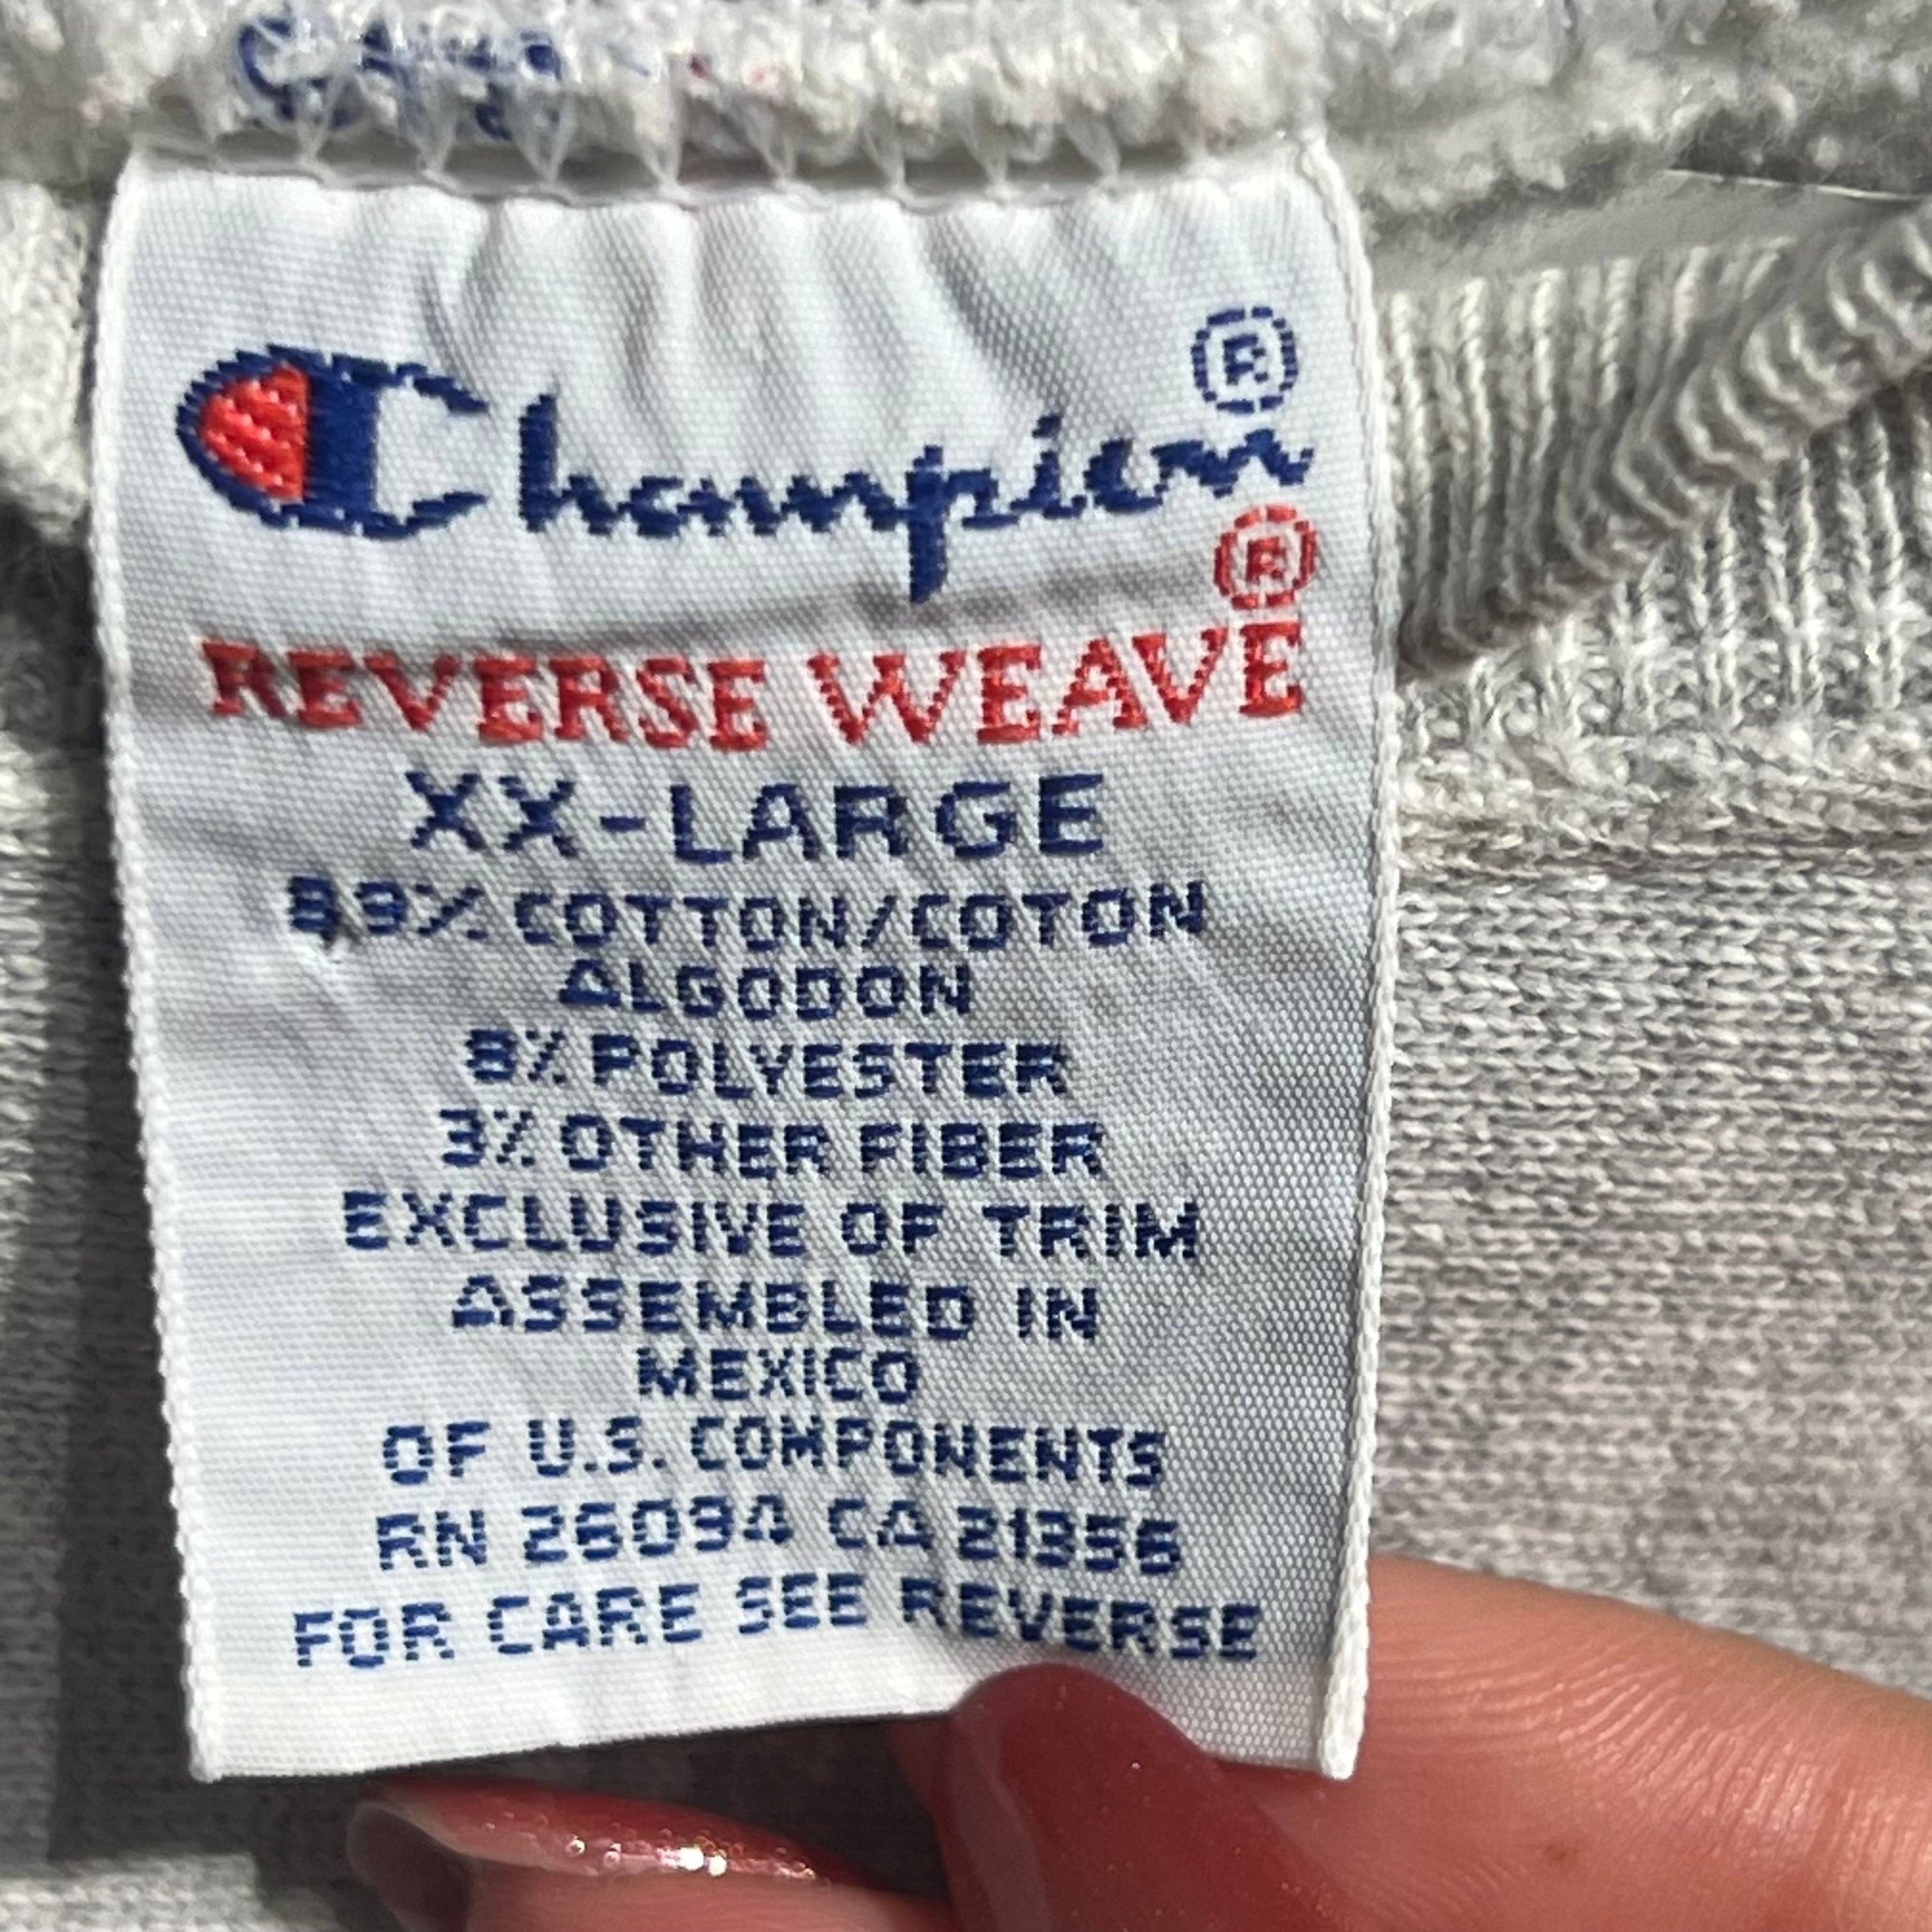 Champion®
REVERSE WEAVE®
XX-LARGE
89% COTTON/COTON
ALGODON
8% POLYESTER
3% OTHER FIBER
EXCLUSIVE OF TRIM
ASSEMBLED IN
MEXICO
OF U.S. COMPONENTS
RN 26094 CA 21356
FOR CARE SEE REVERSE